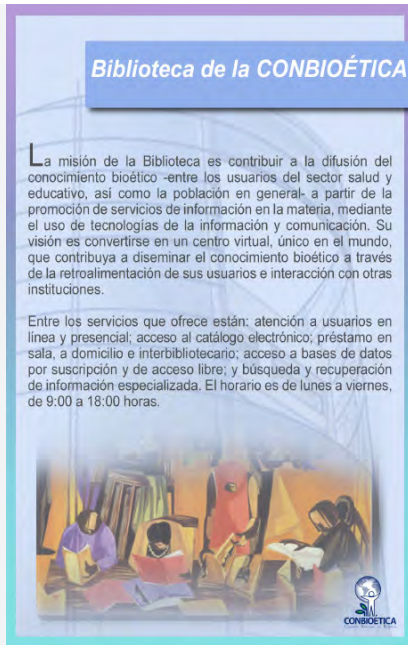 Biblioteca de la CONBIOÉTICA
La misión de la Biblioteca es contribuir a la difusión del
conocimiento bioético -entre los usuarios del sector salud y
educativo, así como la población en general- a partir de la
promoción de servicios de información en la materia, mediante
el uso de tecnologías de la información y comunicación. Su
visión es convertirse en un centro virtual, único en el mundo,
que contribuya a diseminar el conocimiento bioético a través
de la retroalimentación de sus usuarios e interacción con otras
instituciones.
Entre los servicios que ofrece están: atención a usuarios en
línea y presencial; acceso al catálogo electrónico; préstamo en
sala, a domicilio e interbibliotecario; acceso a bases de datos
por suscripción y de acceso libre; y búsqueda y recuperación
de información especializada. El horario es de lunes a viernes,
de 9:00 a 18:00 horas.
CONBIOETICA